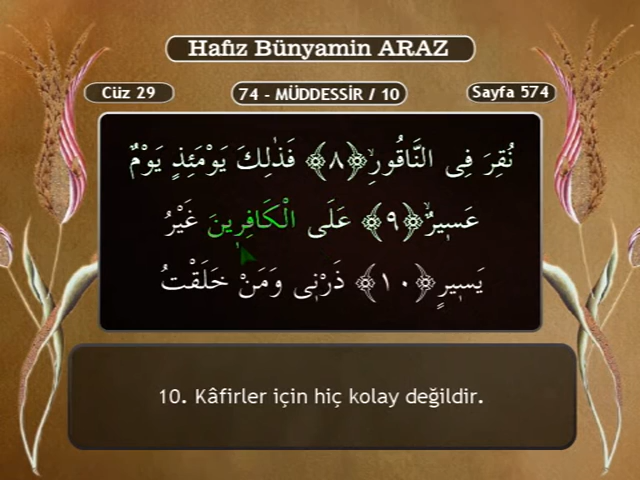 Hafız Bünyamin ARAZ
Cüz 29
74 - MÜDDESSİR / 10
Sayfa 574
نُقِرَ فِى النَّاقُورِۙ ﴿٨﴾ فَذٰلِكَ يَوْمَئِذٍ يَوْمٌ
عَسٖيرٌۙ ﴿٩﴾ عَلَى الْكَافِرٖينَ غَيْرُ
يَسٖيرٍ ﴿١٠﴾ ذَرْنٖى وَمَنْ خَلَقْتُ
10. Kâfirler için hiç kolay değildir.